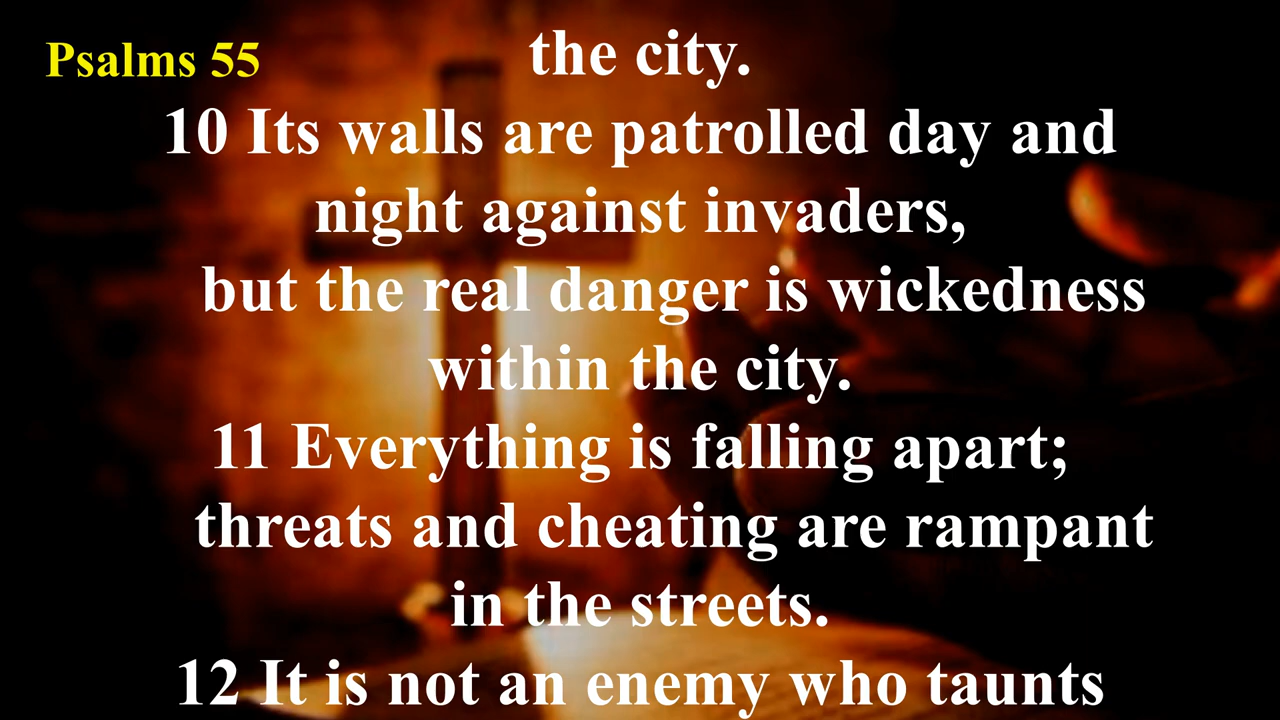 Psalms 55
the city.
10 Its walls are patrolled day and
night against invaders,
but the real danger is wickedness
within the city.
11 Everything is falling apart;
threats and cheating are rampant
in the streets.
12 It is not an enemy who taunts